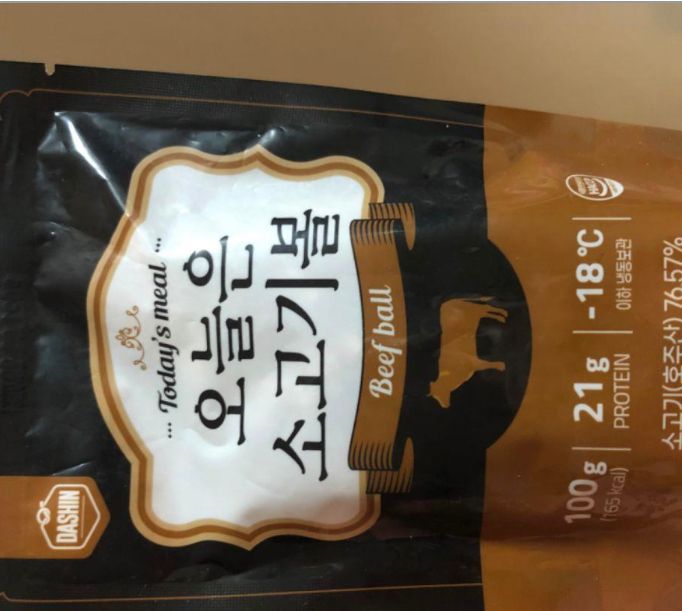 DASHIN
... Today's meal ...
오늘은
소고기볼
Beef ball
100g | 21g | -18℃
(165 kcal) PROTEIN 이하 냉동보관
HACCP
소고기(호주산) 76.57%